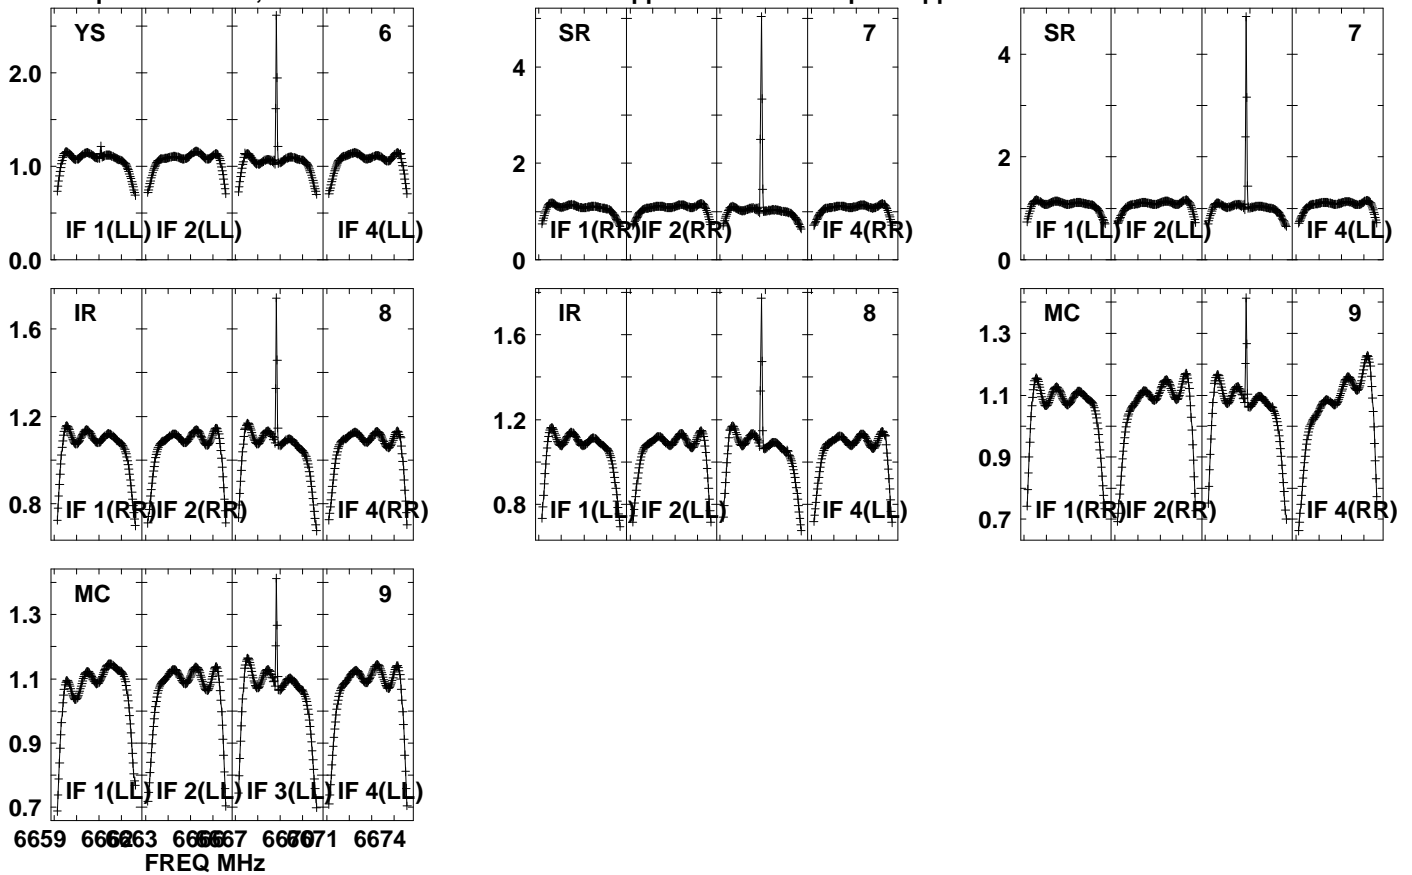 YS 6
2.0
1.0
0.0
IF 1(LL) IF 2(LL) IF 4(LL)
SR 7
4
2
0
IF 1(RR) IF 2(RR) IF 4(RR)
SR 7
4
2
0
IF 1(LL) IF 2(LL) IF 4(LL)
IR 8
1.6
1.2
0.8
IF 1(RR) IF 2(RR) IF 4(RR)
IR 8
1.6
1.2
0.8
IF 1(LL) IF 2(LL) IF 4(LL)
MC 9
1.3
1.1
0.9
0.7
IF 1(RR) IF 2(RR) IF 4(RR)
MC 9
1.3
1.1
0.9
0.7
IF 1(LL) IF 2(LL) IF 3(LL) IF 4(LL)
6659 6662 6663 6666 6667 6670 6671 6674
FREQ MHz